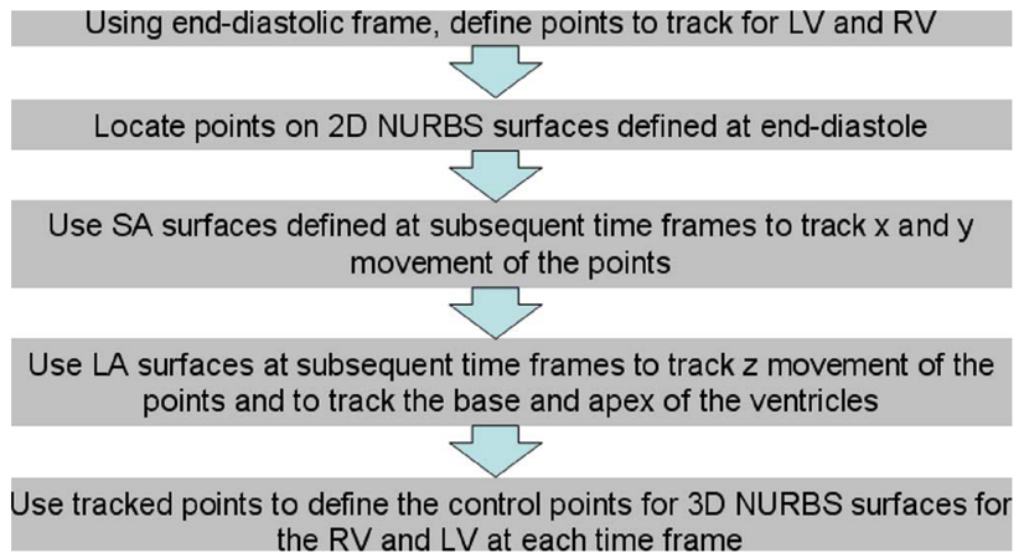 Using end-diastolic frame, define points to track for LV and RV
Locate points on 2D NURBS surfaces defined at end-diastole
Use SA surfaces defined at subsequent time frames to track x and y
movement of the points
Use LA surfaces at subsequent time frames to track z movement of the
points and to track the base and apex of the ventricles
Use tracked points to define the control points for 3D NURBS surfaces for
the RV and LV at each time frame